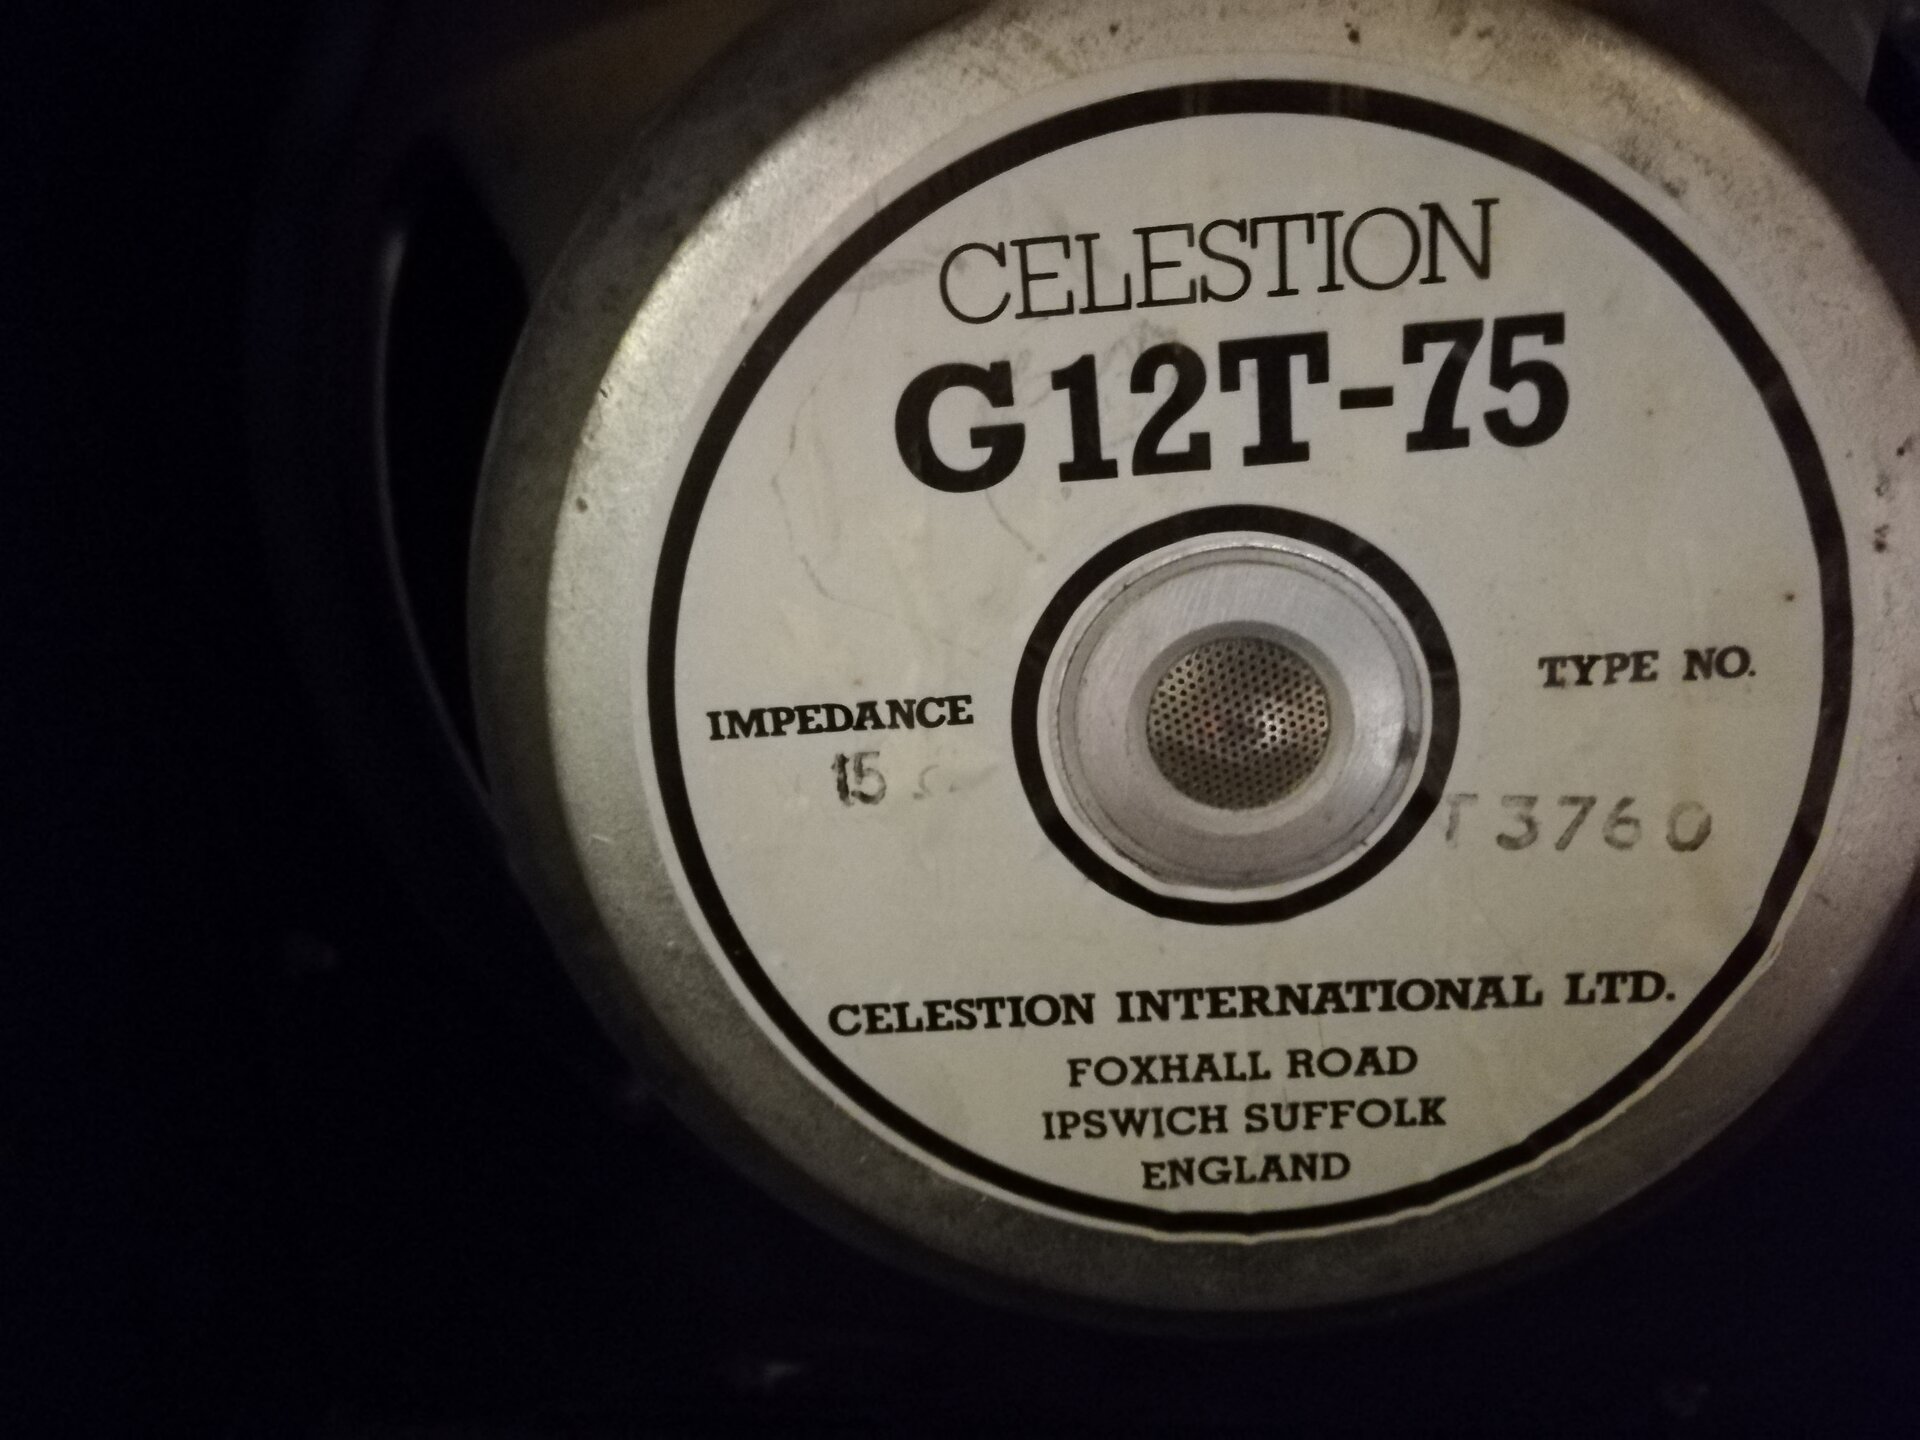 CELESTION
G12T-75
IMPEDANCE
15 Ω
TYPE NO.
T3760
CELESTION INTERNATIONAL LTD.
FOXHALL ROAD
IPSWICH SUFFOLK
ENGLAND